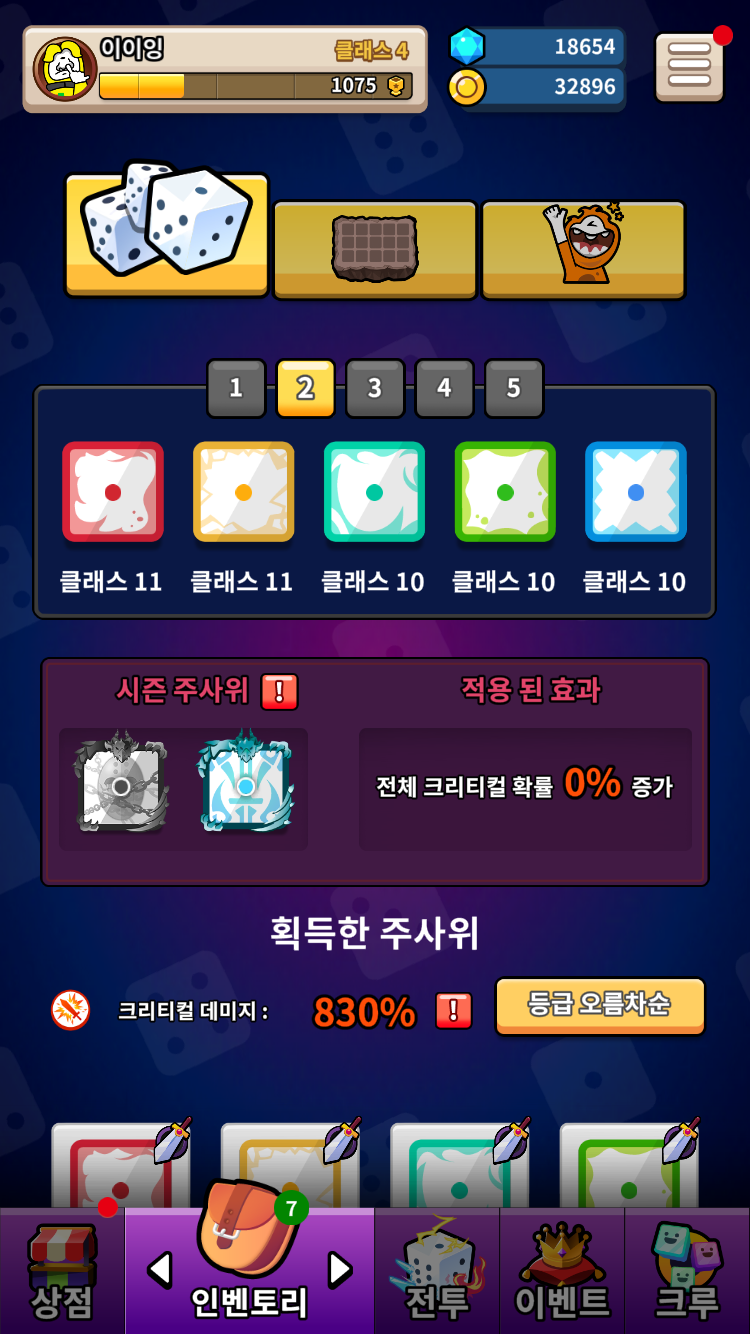 이이잉
클래스 4
1075
18654
32896
1 2 3 4 5
클래스 11 클래스 11 클래스 10 클래스 10 클래스 10
시즌 주사위 !
적용 된 효과
전체 크리티컬 확률 0% 증가
획득한 주사위
크리티컬 데미지 : 830% !
등급 오름차순
7
상점 인벤토리 전투 이벤트 크루